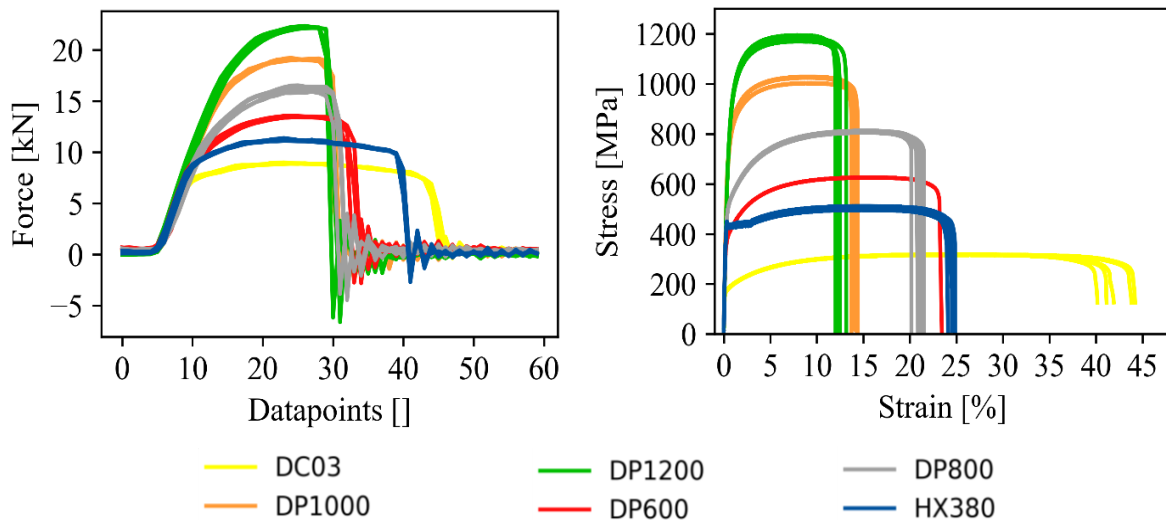 Force [kN]
20
15
10
5
0
−5
0 10 20 30 40 50 60
Datapoints []
Stress [MPa]
1200
1000
800
600
400
200
0
0 5 10 15 20 25 30 35 40 45
Strain [%]
DC03 DP1200 DP800
DP1000 DP600 HX380